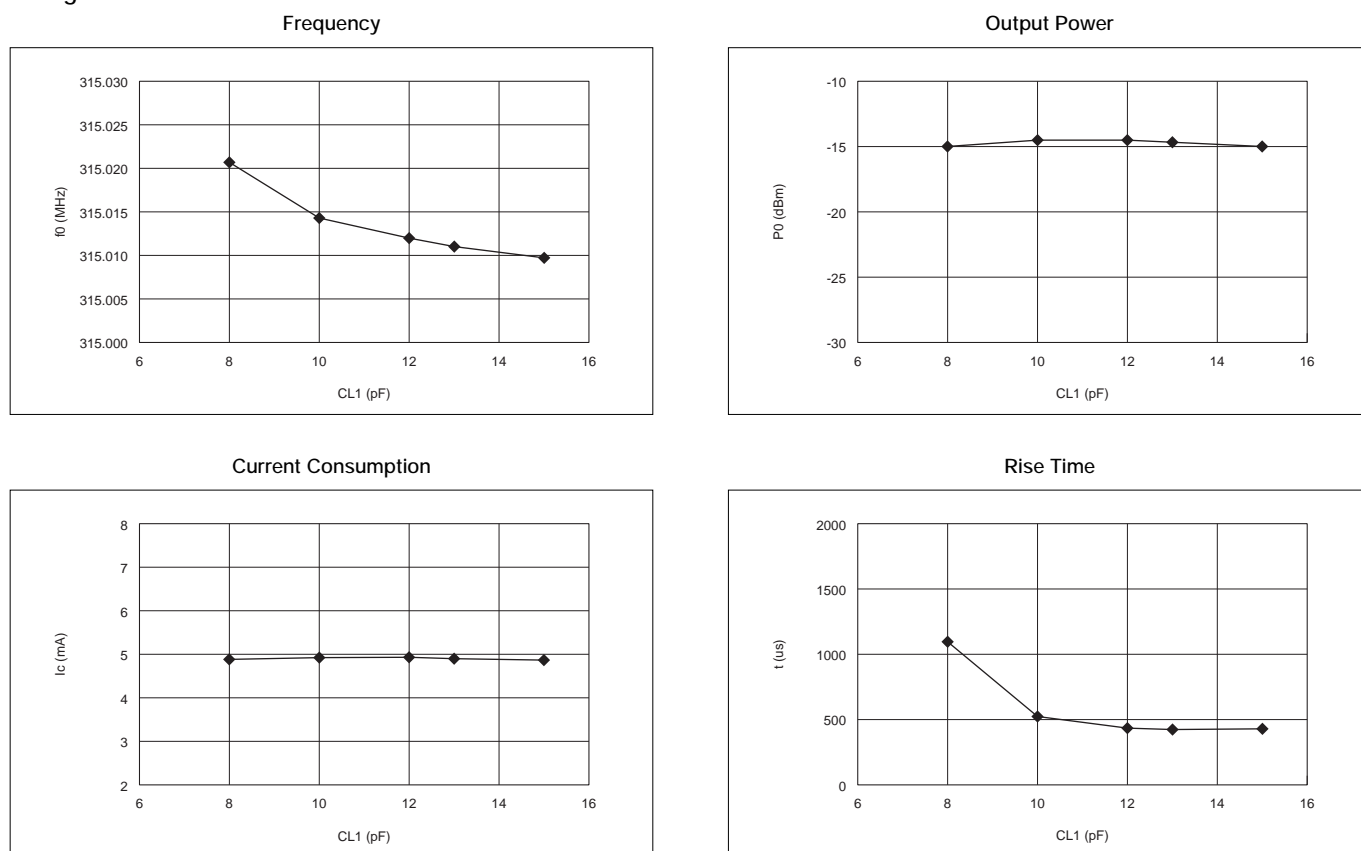 Frequency
315.030
315.025
315.020
315.015
315.010
315.005
315.000
f0 (MHz)
6 8 10 12 14 16
CL1 (pF)
Output Power
-10
-15
-20
-25
-30
P0 (dBm)
6 8 10 12 14 16
CL1 (pF)
Current Consumption
8
7
6
5
4
3
2
Ic (mA)
6 8 10 12 14 16
CL1 (pF)
Rise Time
2000
1500
1000
500
0
t (us)
6 8 10 12 14 16
CL1 (pF)